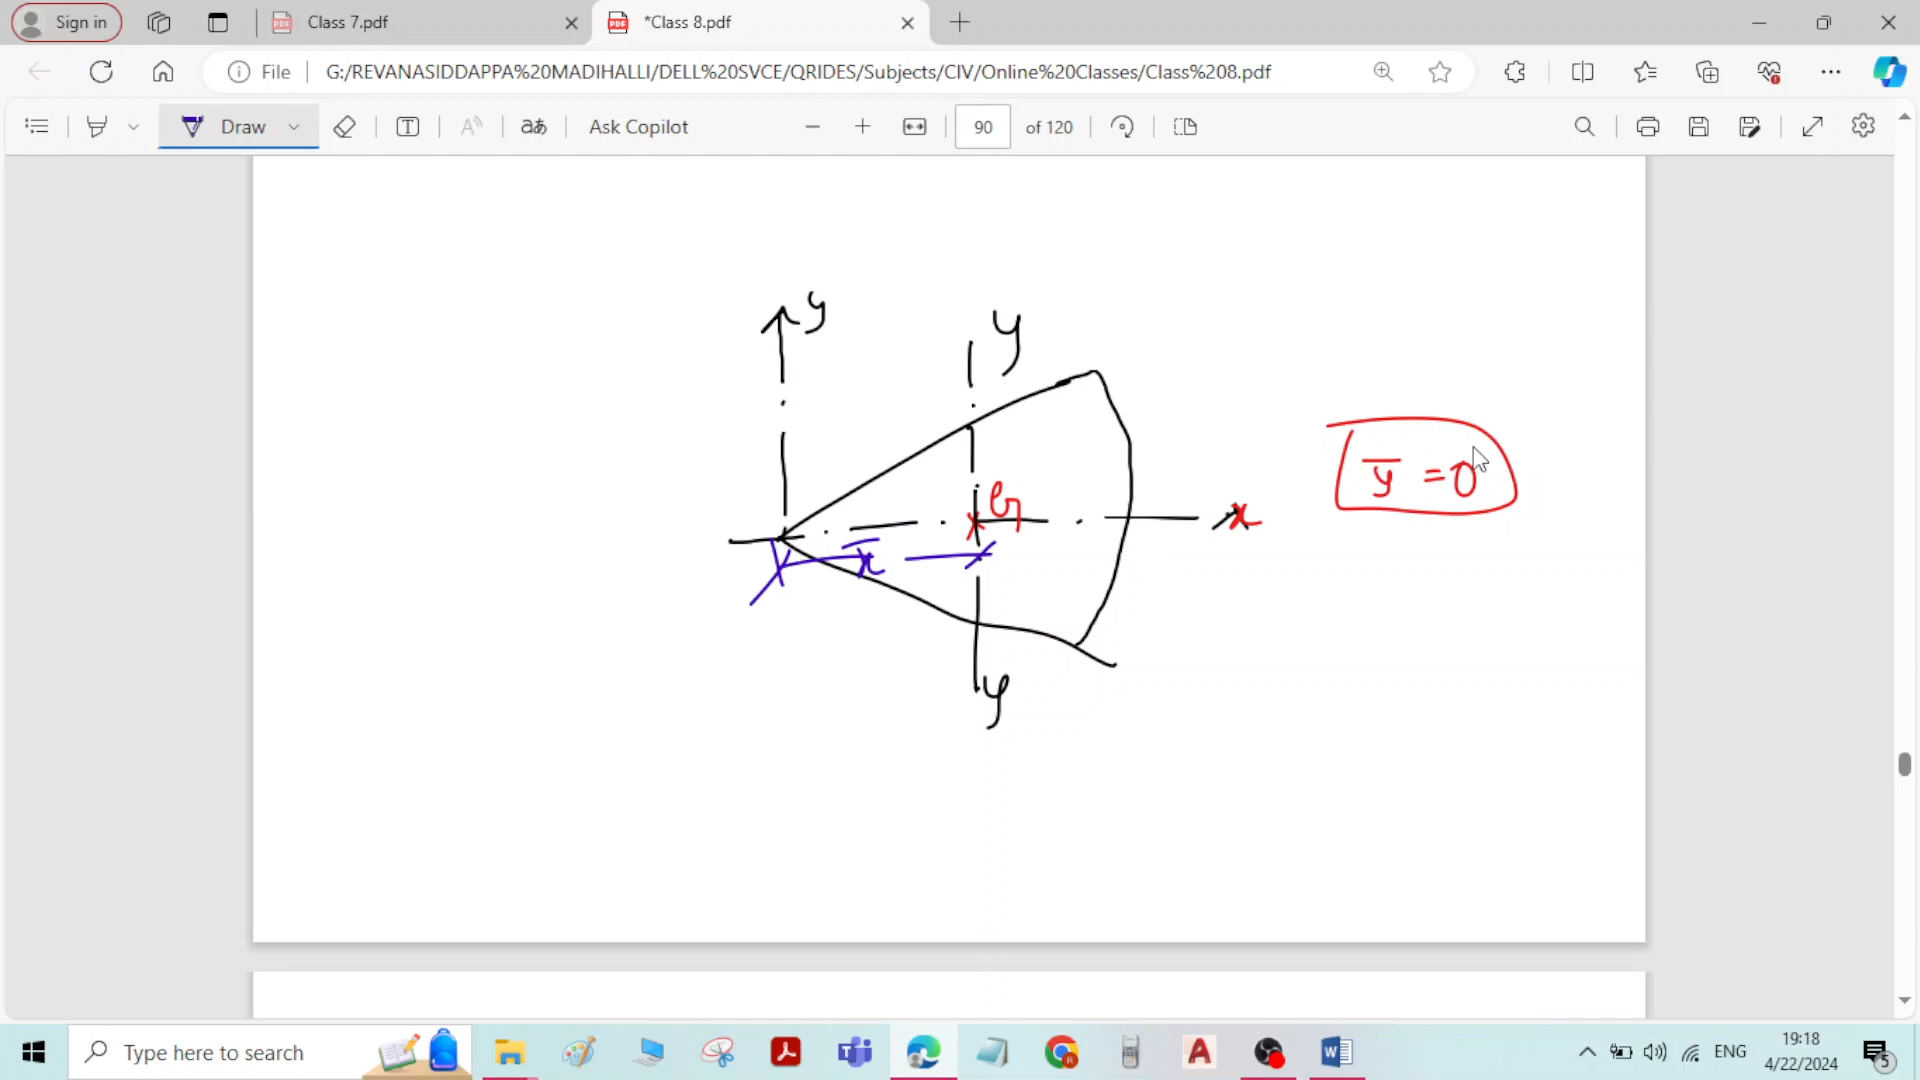 Sign in
Class 7.pdf
*Class 8.pdf
File
G:/REVANASIDDAPPA%20MADIHALLI/DELL%20SVCE/QRIDES/Subjects/CIV/Online%20Classes/Class%208.pdf
Draw
Ask Copilot
90 of 120
y
y
G
x
x̄
y
ȳ = 0
Type here to search
ENG
19:18
4/22/2024
5